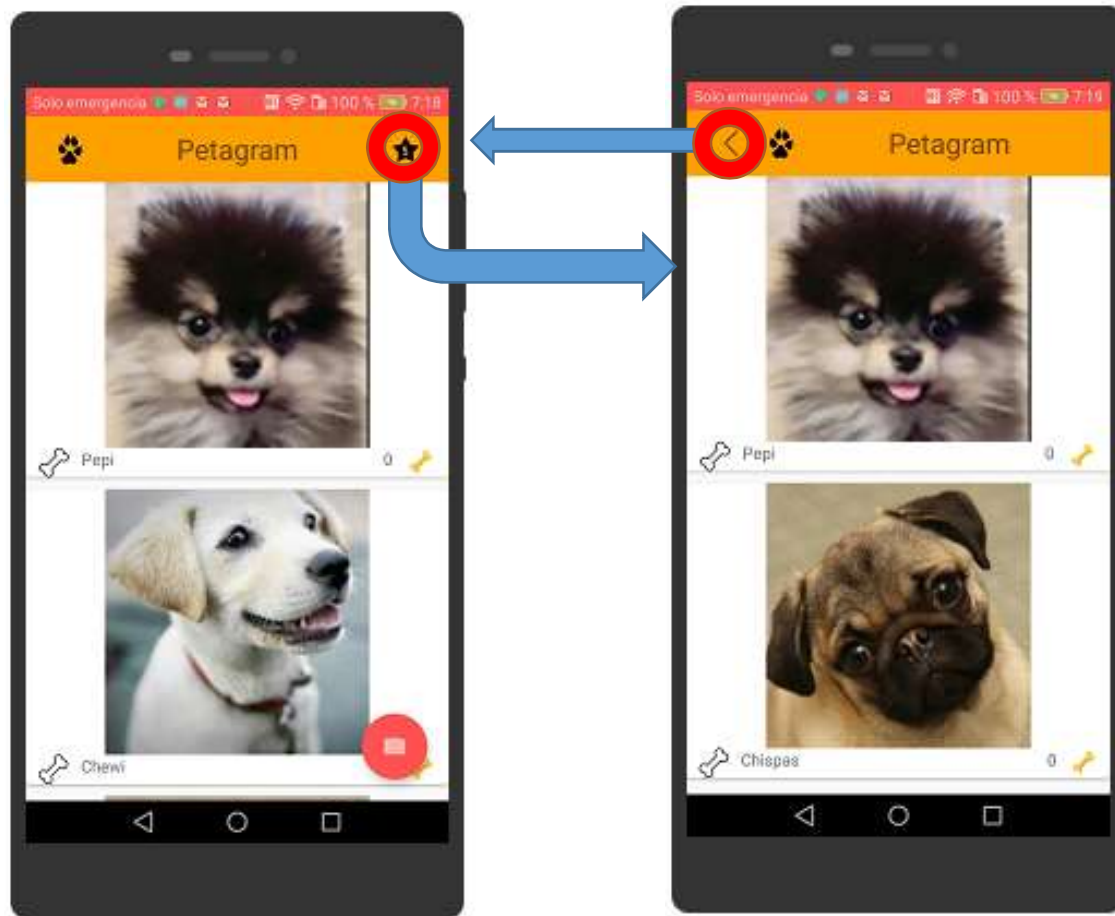 Solo emergencia 100 % 7:18
Petagram
5
Pepi 0
Chewi
Solo emergencia 100 % 7:19
Petagram
Pepi 0
Chispas 0